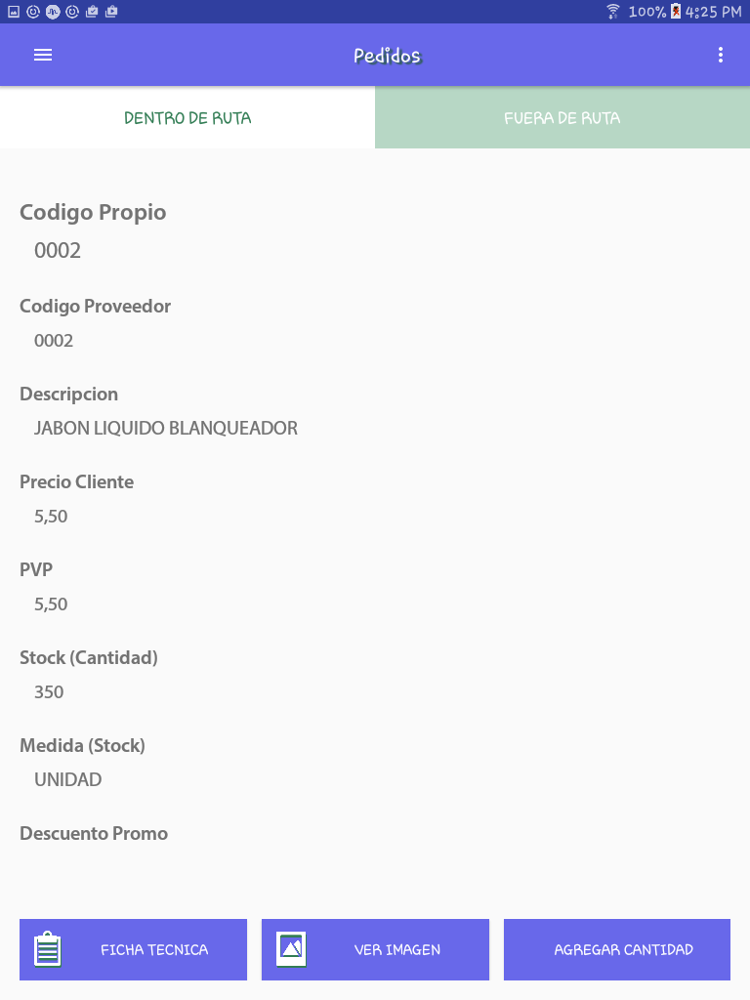 100% 4:25 PM
Pedidos
DENTRO DE RUTA
FUERA DE RUTA
Codigo Propio
0002
Codigo Proveedor
0002
Descripcion
JABON LIQUIDO BLANQUEADOR
Precio Cliente
5,50
PVP
5,50
Stock (Cantidad)
350
Medida (Stock)
UNIDAD
Descuento Promo
FICHA TECNICA
VER IMAGEN
AGREGAR CANTIDAD